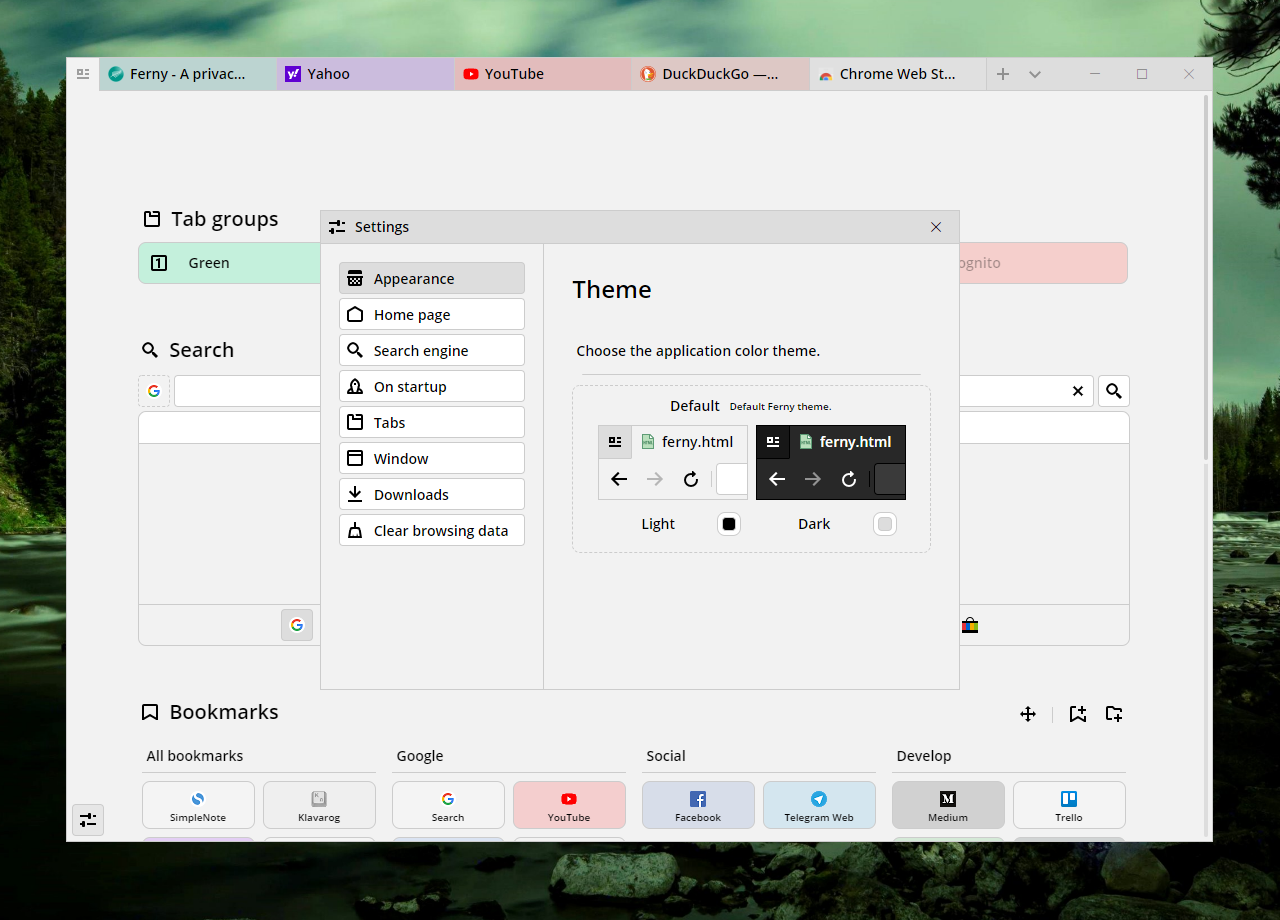 Ferny - A privac...
Yahoo
YouTube
DuckDuckGo —...
Chrome Web St...
Tab groups
1 Green
ognito
Search
Settings
Appearance
Home page
Search engine
On startup
Tabs
Window
Downloads
Clear browsing data
Theme
Choose the application color theme.
Default Default Ferny theme.
ferny.html
ferny.html
Light
Dark
Bookmarks
All bookmarks
Google
Social
Develop
SimpleNote
Klavarog
Search
YouTube
Facebook
Telegram Web
Medium
Trello